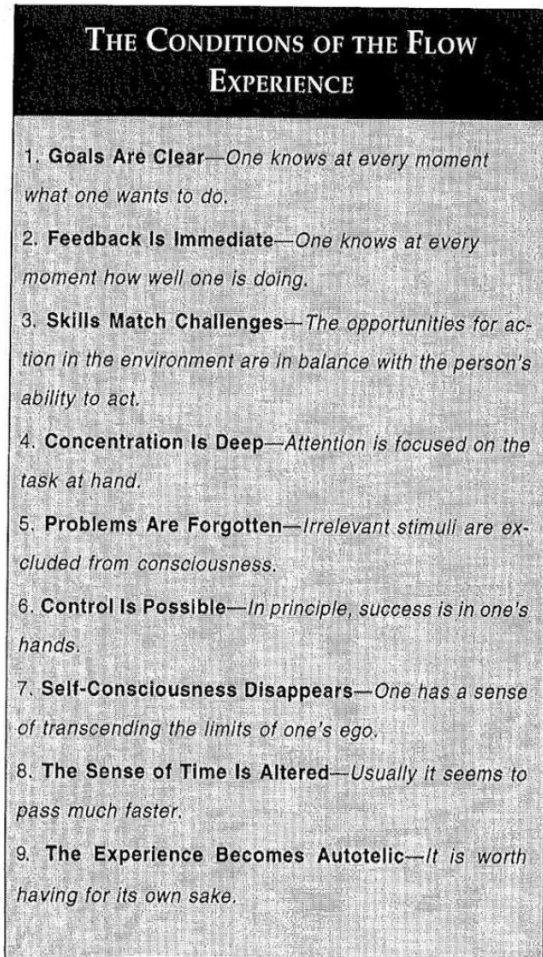 THE CONDITIONS OF THE FLOW
EXPERIENCE
1. Goals Are Clear—One knows at every moment
what one wants to do.
2. Feedback Is Immediate—One knows at every
moment how well one is doing.
3. Skills Match Challenges—The opportunities for ac-
tion in the environment are in balance with the person's
ability to act.
4. Concentration Is Deep—Attention is focused on the
task at hand.
5. Problems Are Forgotten—Irrelevant stimuli are ex-
cluded from consciousness.
6. Control Is Possible—In principle, success is in one's
hands.
7. Self-Consciousness Disappears—One has a sense
of transcending the limits of one's ego.
8. The Sense of Time Is Altered—Usually it seems to
pass much faster.
9. The Experience Becomes Autotelic—It is worth
having for its own sake.